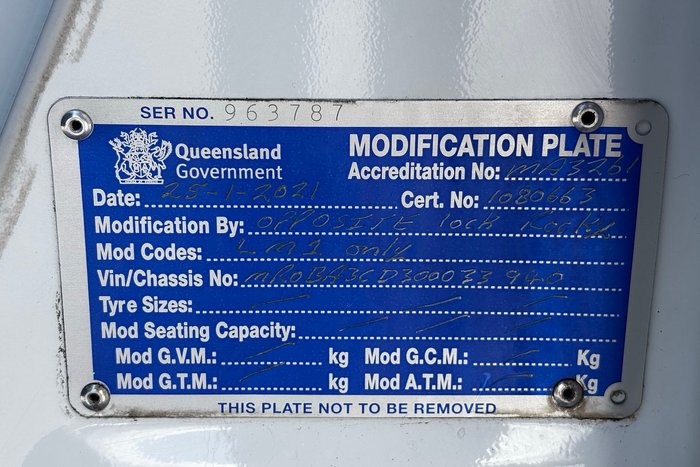 SER NO. 963787
Queensland Government
MODIFICATION PLATE
Accreditation No: MA3261
Date: 25-1-2021 Cert. No: 1080663
Modification By: OPPOSITE lock
Mod Codes: LM1 only
Vin/Chassis No: MR0BA3CD300033940
Tyre Sizes: —  —  —
Mod Seating Capacity: —  —  —
Mod G.V.M.: — kg Mod G.C.M.: — Kg
Mod G.T.M.: — kg Mod A.T.M.: — Kg
THIS PLATE NOT TO BE REMOVED